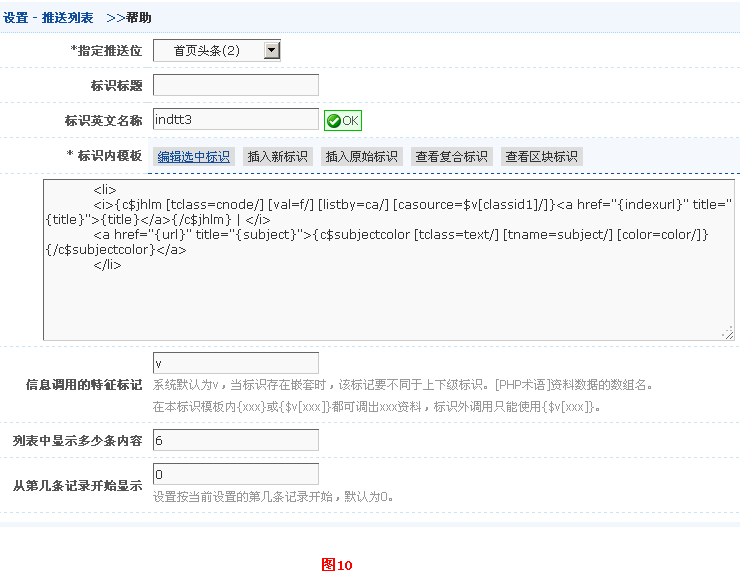 设置 - 推送列表 >>帮助
*指定推送位 首页头条(2)
标识标题
标识英文名称 indtt3 OK
* 标识内模板 编辑选中标识 插入新标识 插入原始标识 查看复合标识 查看区块标识
<li>
<i>{c$jhlm [tclass=cnode/] [val=f/] [listby=ca/] [casource=$v[classid1]/]}<a href="{indexurl}" title="
{title}">{title}</a>{/c$jhlm} | </i>
<a href="{url}" title="{subject}">{c$subjectcolor [tclass=text/] [tname=subject/] [color=color/]}
{/c$subjectcolor}</a>
</li>
信息调用的特征标记 v
系统默认为v，当标识存在嵌套时，该标记要不同于上下级标识。[PHP术语]资料数据的数组名。
在本标识模板内{xxx}或{$v[xxx]}都可调出xxx资料，标识外调用只能使用{$v[xxx]}。
列表中显示多少条内容 6
从第几条记录开始显示 0
设置按当前设置的第几条记录开始，默认为0。
图10